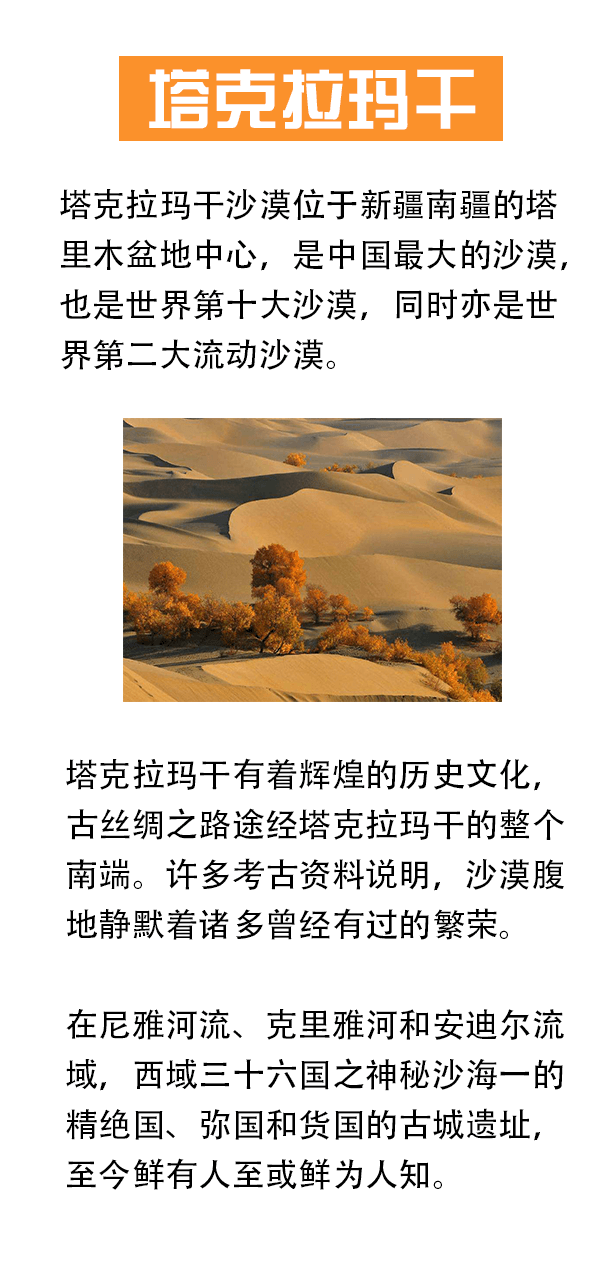 塔克拉玛干
塔克拉玛干沙漠位于新疆南疆的塔
里木盆地中心，是中国最大的沙漠，
也是世界第十大沙漠，同时亦是世
界第二大流动沙漠。
塔克拉玛干有着辉煌的历史文化，
古丝绸之路途经塔克拉玛干的整个
南端。许多考古资料说明，沙漠腹
地静默着诸多曾经有过的繁荣。
在尼雅河流、克里雅河和安迪尔流
域，西域三十六国之神秘沙海一的
精绝国、弥国和货国的古城遗址，
至今鲜有人至或鲜为人知。